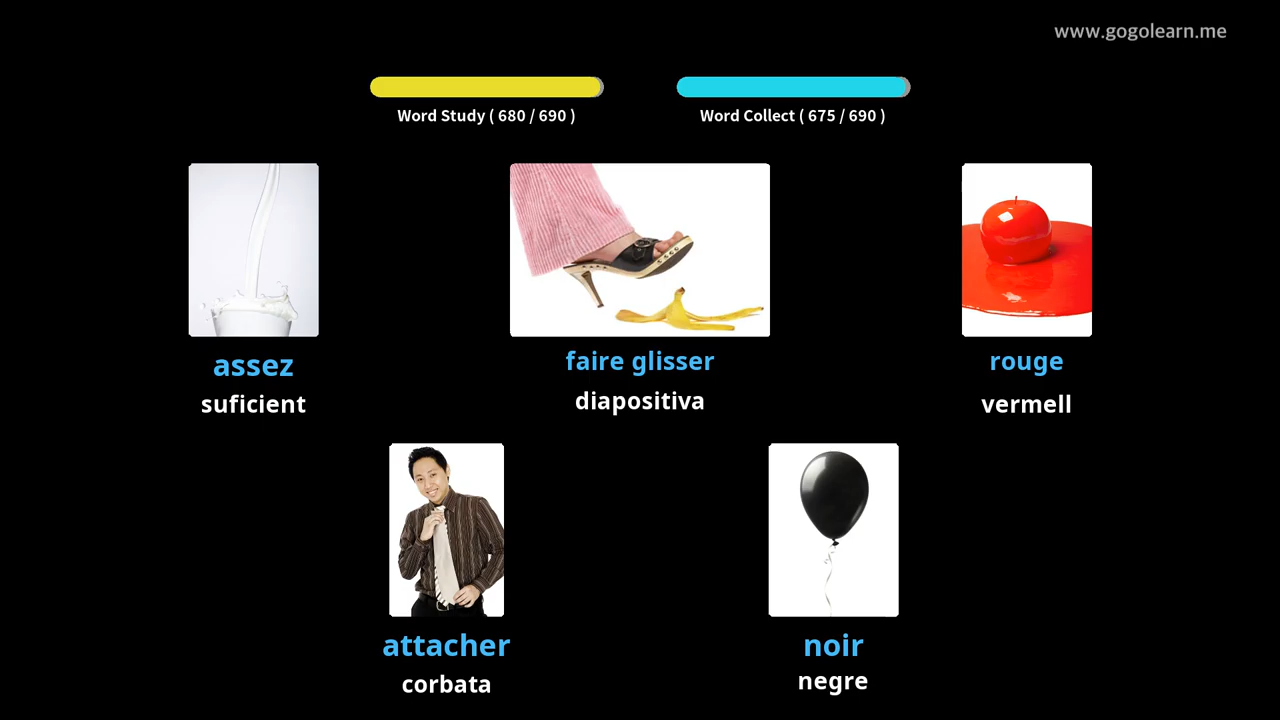 www.gogolearn.me
Word Study ( 680 / 690 )
Word Collect ( 675 / 690 )
assez
suficient
faire glisser
diapositiva
rouge
vermell
attacher
corbata
noir
negre